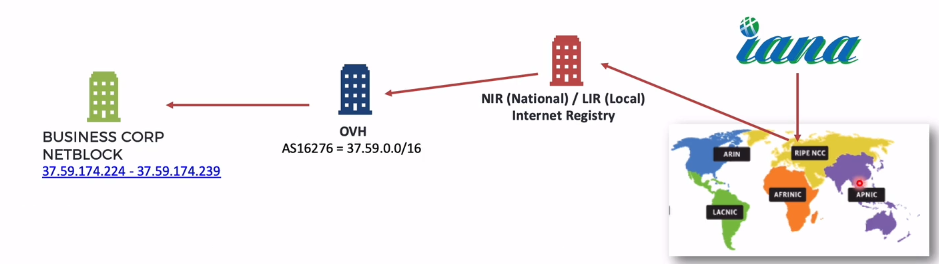 iana
NIR (National) / LIR (Local)
Internet Registry
OVH
AS16276 = 37.59.0.0/16
BUSINESS CORP
NETBLOCK
37.59.174.224 - 37.59.174.239
ARIN
RIPE NCC
AFRINIC
APNIC
LACNIC